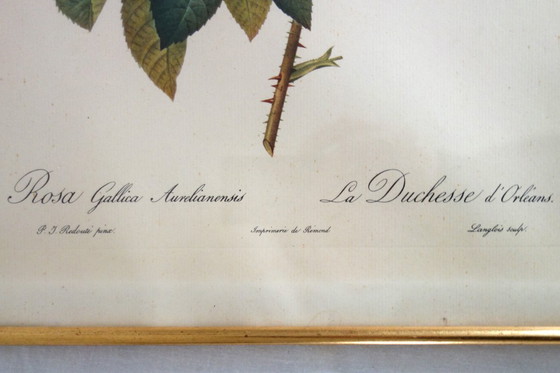 Rosa Gallica Aurelianensis
La Duchesse d'Orléans.
P. J. Redouté pinx.
Imprimerie de Remond
Langlois sculp.